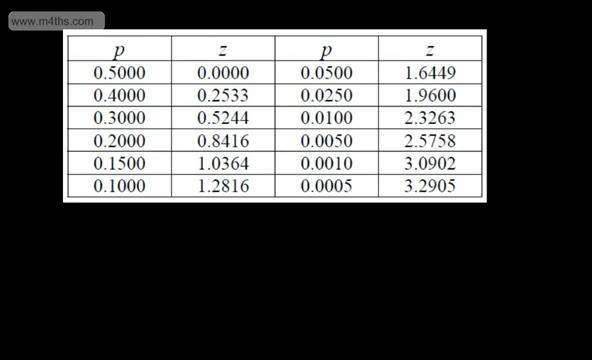 www.m4ths.com
p z p z
0.5000 0.0000 0.0500 1.6449
0.4000 0.2533 0.0250 1.9600
0.3000 0.5244 0.0100 2.3263
0.2000 0.8416 0.0050 2.5758
0.1500 1.0364 0.0010 3.0902
0.1000 1.2816 0.0005 3.2905